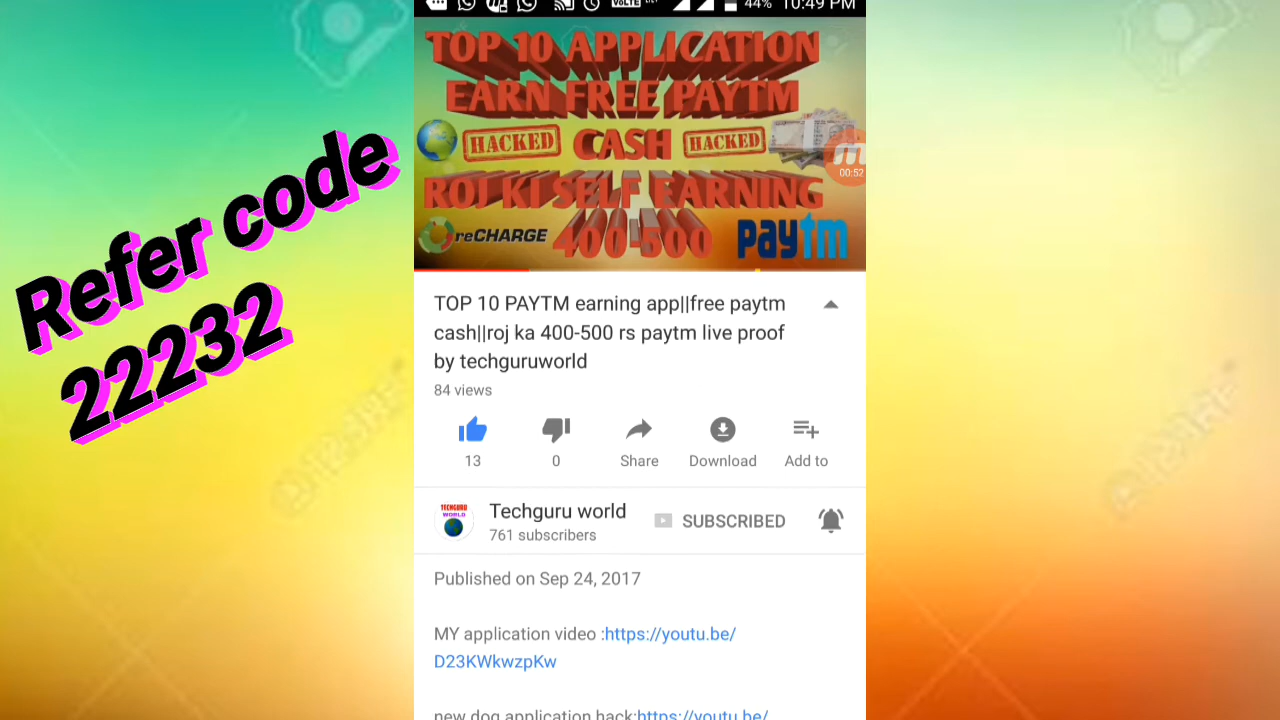 Refer code
22232
44% 10:49 PM
TOP 10 APPLICATION
EARN FREE PAYTM
HACKED CASH HACKED
00:52
ROJ KI SELF EARNING
reCHARGE 400-500 paytm
TOP 10 PAYTM earning app||free paytm
cash||roj ka 400-500 rs paytm live proof
by techguruworld
84 views
13 0 Share Download Add to
TECHGURU
WORLD
Techguru world
761 subscribers
SUBSCRIBED
Published on Sep 24, 2017
MY application video :https://youtu.be/
D23KWkwzpKw
new dog application hack:https://youtu.be/